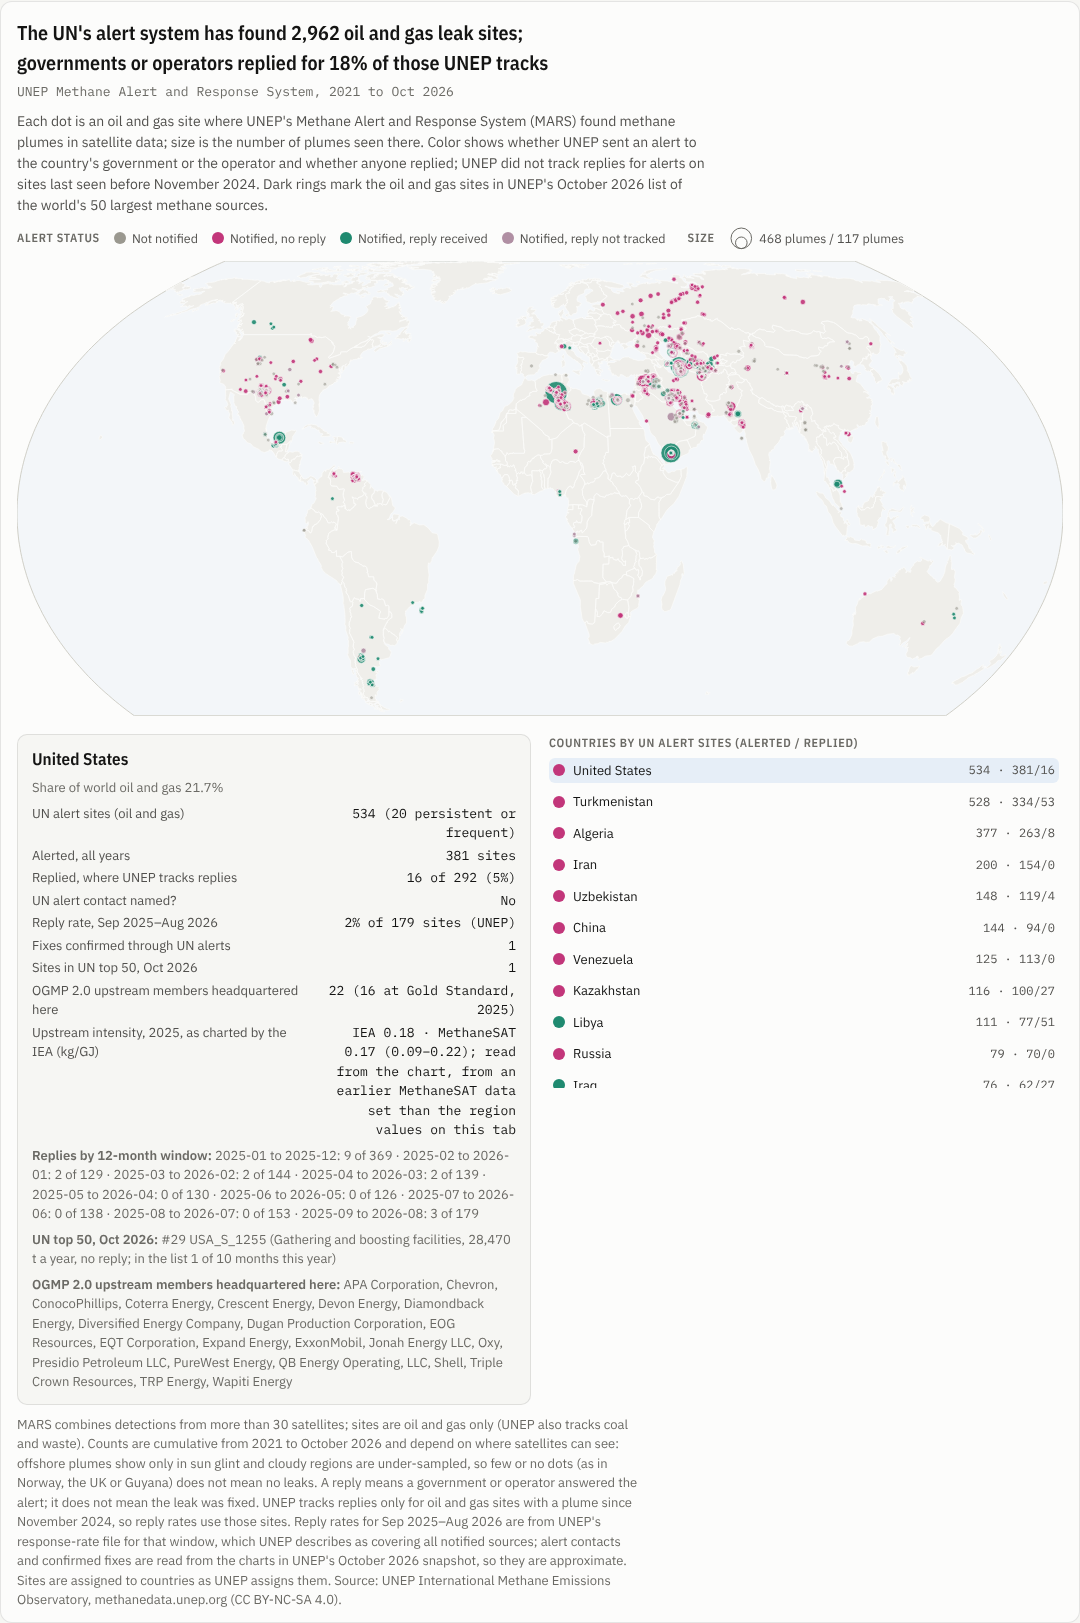 The UN's alert system has found 2,962 oil and gas leak sites;
governments or operators replied for 18% of those UNEP tracks
UNEP Methane Alert and Response System, 2021 to Oct 2026
Each dot is an oil and gas site where UNEP's Methane Alert and Response System (MARS) found methane
plumes in satellite data; size is the number of plumes seen there. Color shows whether UNEP sent an alert to
the country's government or the operator and whether anyone replied; UNEP did not track replies for alerts on
sites last seen before November 2024. Dark rings mark the oil and gas sites in UNEP's October 2026 list of
the world's 50 largest methane sources.
ALERT STATUS Not notified Notified, no reply Notified, reply received Notified, reply not tracked SIZE 468 plumes / 117 plumes
United States
Share of world oil and gas 21.7%
UN alert sites (oil and gas) 534 (20 persistent or
frequent)
Alerted, all years 381 sites
Replied, where UNEP tracks replies 16 of 292 (5%)
UN alert contact named? No
Reply rate, Sep 2025–Aug 2026 2% of 179 sites (UNEP)
Fixes confirmed through UN alerts 1
Sites in UN top 50, Oct 2026 1
OGMP 2.0 upstream members headquartered 22 (16 at Gold Standard,
here 2025)
Upstream intensity, 2025, as charted by the IEA 0.18 · MethaneSAT
IEA (kg/GJ) 0.17 (0.09–0.22); read
from the chart, from an
earlier MethaneSAT data
set than the region
values on this tab
Replies by 12-month window: 2025-01 to 2025-12: 9 of 369 · 2025-02 to 2026-
01: 2 of 129 · 2025-03 to 2026-02: 2 of 144 · 2025-04 to 2026-03: 2 of 139 ·
2025-05 to 2026-04: 0 of 130 · 2025-06 to 2026-05: 0 of 126 · 2025-07 to 2026-
06: 0 of 138 · 2025-08 to 2026-07: 0 of 153 · 2025-09 to 2026-08: 3 of 179
UN top 50, Oct 2026: #29 USA_S_1255 (Gathering and boosting facilities, 28,470
t a year, no reply; in the list 1 of 10 months this year)
OGMP 2.0 upstream members headquartered here: APA Corporation, Chevron,
ConocoPhillips, Coterra Energy, Crescent Energy, Devon Energy, Diamondback
Energy, Diversified Energy Company, Dugan Production Corporation, EOG
Resources, EQT Corporation, Expand Energy, ExxonMobil, Jonah Energy LLC, Oxy,
Presidio Petroleum LLC, PureWest Energy, QB Energy Operating, LLC, Shell, Triple
Crown Resources, TRP Energy, Wapiti Energy
COUNTRIES BY UN ALERT SITES (ALERTED / REPLIED)
United States 534 · 381/16
Turkmenistan 528 · 334/53
Algeria 377 · 263/8
Iran 200 · 154/0
Uzbekistan 148 · 119/4
China 144 · 94/0
Venezuela 125 · 113/0
Kazakhstan 116 · 100/27
Libya 111 · 77/51
Russia 79 · 70/0
Iraq 76 · 62/27
MARS combines detections from more than 30 satellites; sites are oil and gas only (UNEP also tracks coal
and waste). Counts are cumulative from 2021 to October 2026 and depend on where satellites can see:
offshore plumes show only in sun glint and cloudy regions are under-sampled, so few or no dots (as in
Norway, the UK or Guyana) does not mean no leaks. A reply means a government or operator answered the
alert; it does not mean the leak was fixed. UNEP tracks replies only for oil and gas sites with a plume since
November 2024, so reply rates use those sites. Reply rates for Sep 2025–Aug 2026 are from UNEP's
response-rate file for that window, which UNEP describes as covering all notified sources; alert contacts
and confirmed fixes are read from the charts in UNEP's October 2026 snapshot, so they are approximate.
Sites are assigned to countries as UNEP assigns them. Source: UNEP International Methane Emissions
Observatory, methanedata.unep.org (CC BY-NC-SA 4.0).